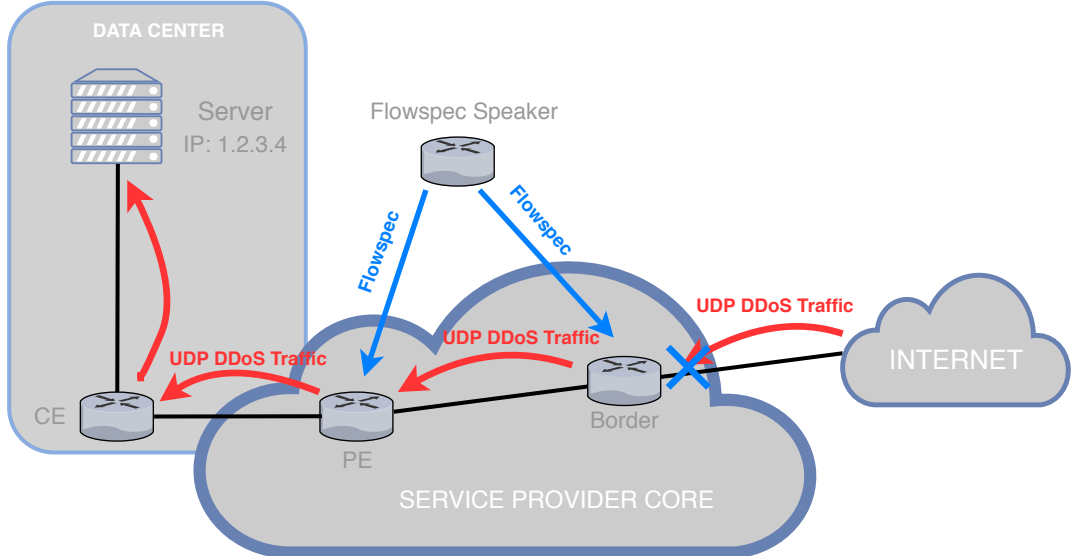 DATA CENTER
Server
IP: 1.2.3.4
Flowspec Speaker
Flowspec
Flowspec
UDP DDoS Traffic
UDP DDoS Traffic
UDP DDoS Traffic
INTERNET
CE
PE
Border
SERVICE PROVIDER CORE